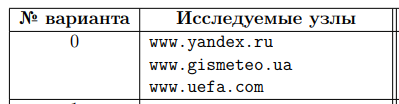 № варианта Исследуемые узлы
0 www.yandex.ru
www.gismeteo.ua
www.uefa.com